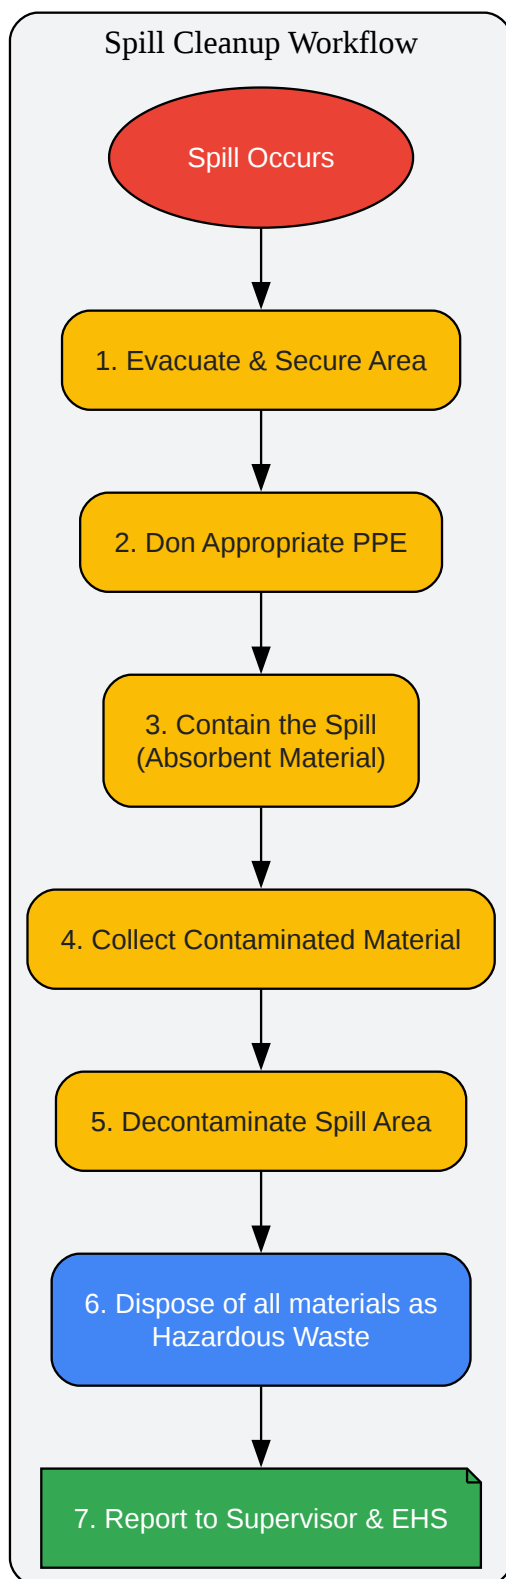 Spill Cleanup Workflow
Spill Occurs
1. Evacuate & Secure Area
2. Don Appropriate PPE
3. Contain the Spill
(Absorbent Material)
4. Collect Contaminated Material
5. Decontaminate Spill Area
6. Dispose of all materials as
Hazardous Waste
7. Report to Supervisor & EHS